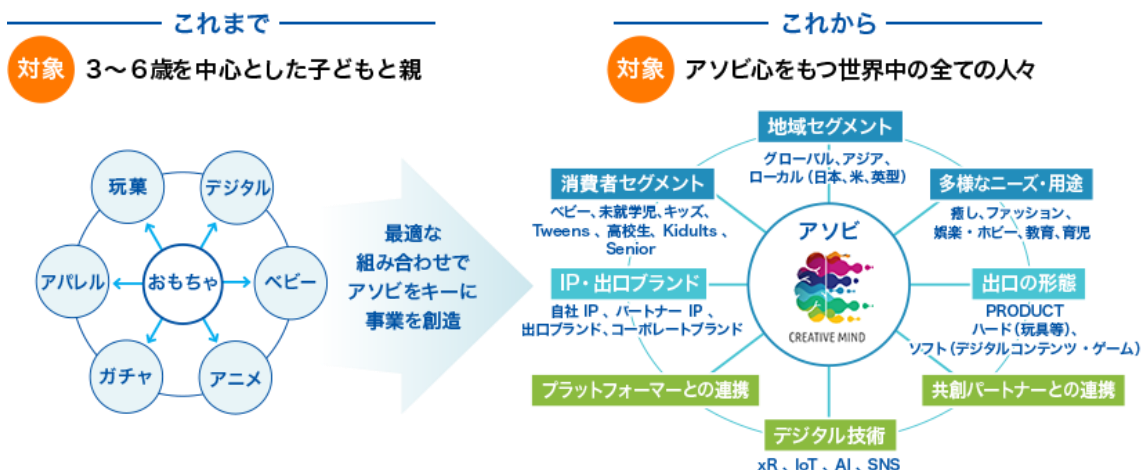 これまで
対象
3〜6歳を中心とした子どもと親
玩菓
デジタル
アパレル
おもちゃ
ベビー
ガチャ
アニメ
最適な
組み合わせで
アソビをキーに
事業を創造
これから
対象
アソビ心をもつ世界中の全ての人々
地域セグメント
グローバル、アジア、
ローカル（日本、米、英型）
消費者セグメント
ベビー、未就学児、キッズ、
Tweens 、高校生、Kidults 、
Senior
多様なニーズ・用途
癒し、ファッション、
娯楽・ホビー、教育、育児
アソビ
CREATIVE MIND
IP・出口ブランド
自社 IP 、パートナー IP 、
出口ブランド、コーポレートブランド
出口の形態
PRODUCT
ハード（玩具等）、
ソフト（デジタルコンテンツ・ゲーム）
プラットフォーマーとの連携
共創パートナーとの連携
デジタル技術
xR 、IoT 、AI 、SNS